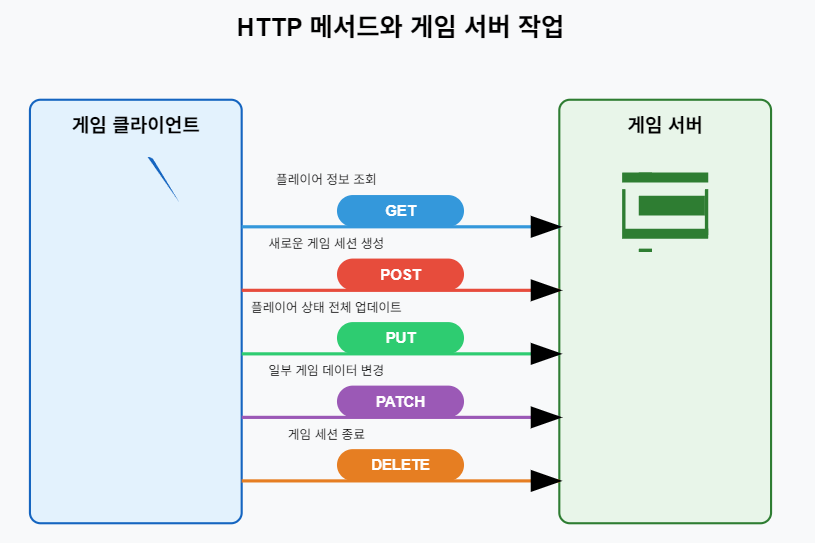 HTTP 메서드와 게임 서버 작업
게임 클라이언트
게임 서버
플레이어 정보 조회
GET
새로운 게임 세션 생성
POST
플레이어 상태 전체 업데이트
PUT
일부 게임 데이터 변경
PATCH
게임 세션 종료
DELETE